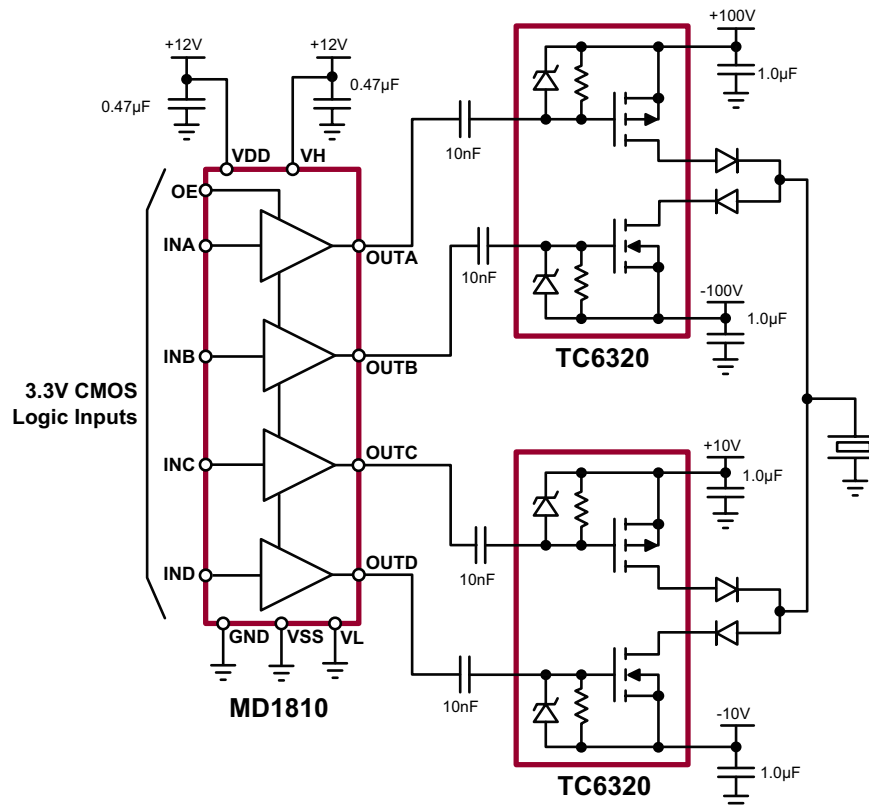 +12V
+12V
+100V
0.47µF
0.47µF
1.0µF
10nF
VDD
VH
OE
INA
OUTA
10nF
-100V
1.0µF
TC6320
INB
OUTB
3.3V CMOS
Logic Inputs
INC
OUTC
+10V
1.0µF
10nF
IND
OUTD
GND
VSS
VL
MD1810
10nF
-10V
1.0µF
TC6320